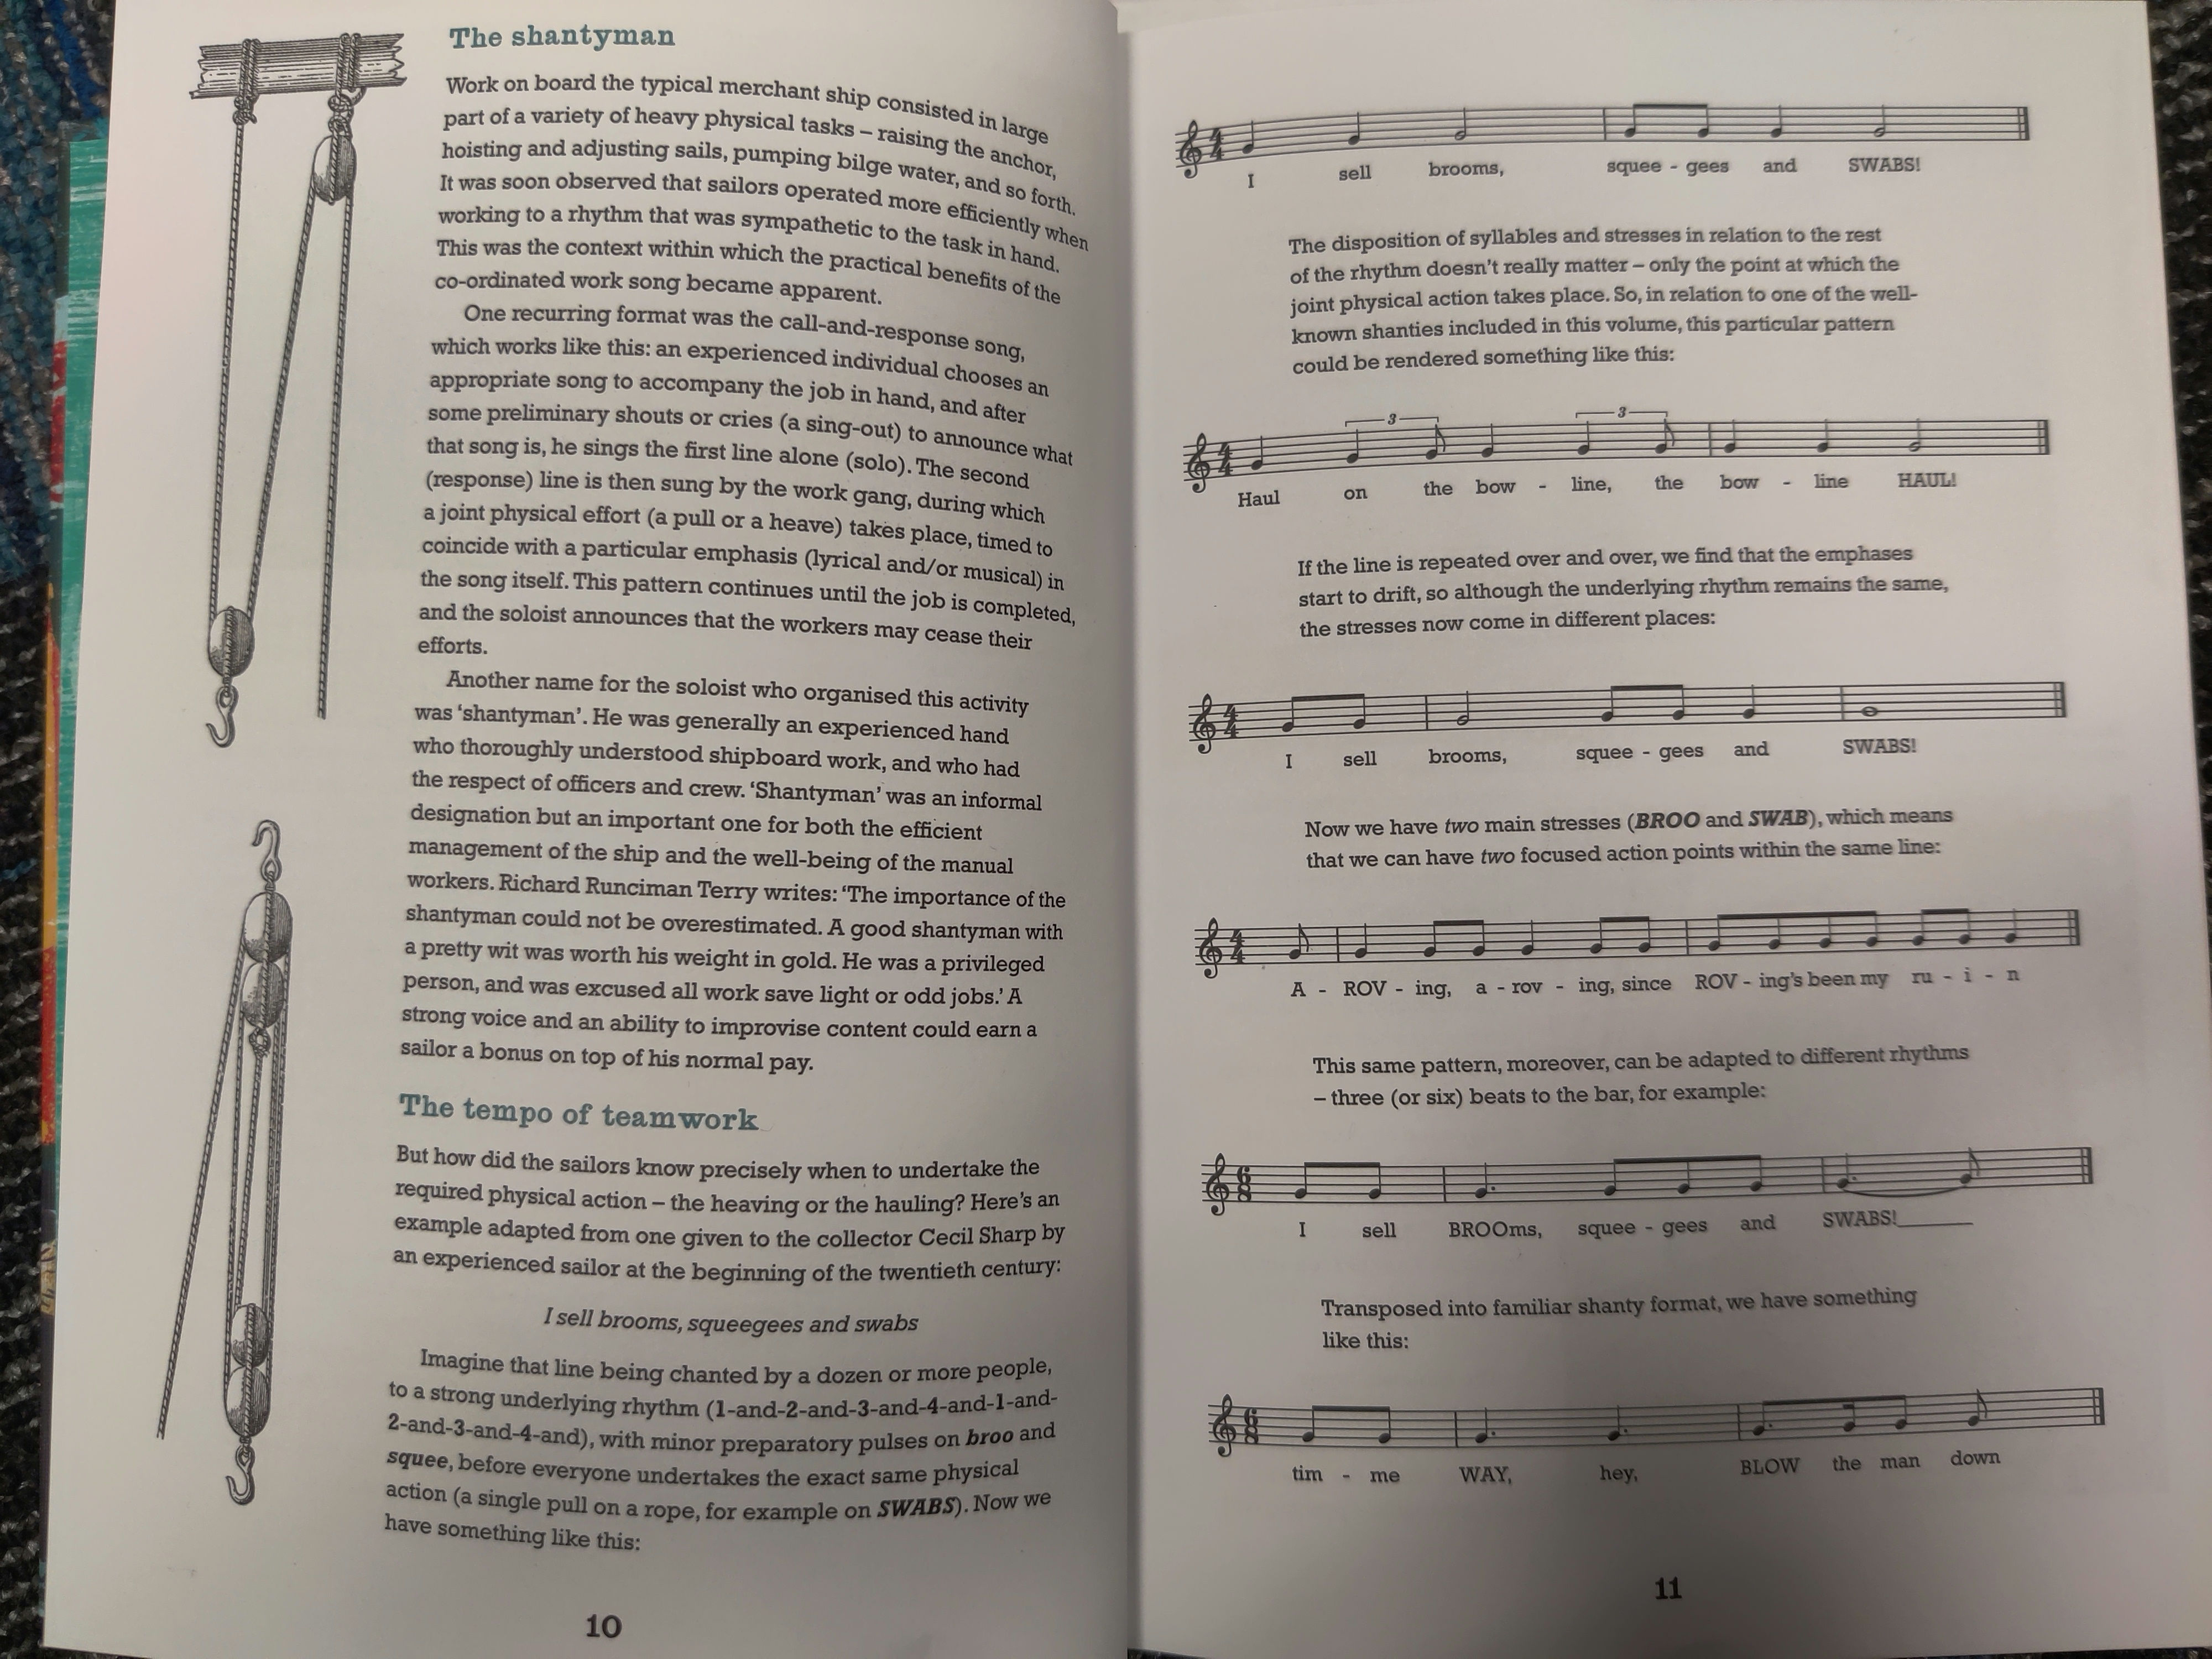 The shantyman
Work on board the typical merchant ship consisted in large
part of a variety of heavy physical tasks – raising the anchor,
hoisting and adjusting sails, pumping bilge water, and so forth.
It was soon observed that sailors operated more efficiently when
working to a rhythm that was sympathetic to the task in hand.
This was the context within which the practical benefits of the
co-ordinated work song became apparent.
One recurring format was the call-and-response song,
which works like this: an experienced individual chooses an
appropriate song to accompany the job in hand, and after
some preliminary shouts or cries (a sing-out) to announce what
that song is, he sings the first line alone (solo). The second
(response) line is then sung by the work gang, during which
a joint physical effort (a pull or a heave) takes place, timed to
coincide with a particular emphasis (lyrical and/or musical) in
the song itself. This pattern continues until the job is completed,
and the soloist announces that the workers may cease their
efforts.
Another name for the soloist who organised this activity
was ‘shantyman’. He was generally an experienced hand
who thoroughly understood shipboard work, and who had
the respect of officers and crew. ‘Shantyman’ was an informal
designation but an important one for both the efficient
management of the ship and the well-being of the manual
workers. Richard Runciman Terry writes: ‘The importance of the
shantyman could not be overestimated. A good shantyman with
a pretty wit was worth his weight in gold. He was a privileged
person, and was excused all work save light or odd jobs.’ A
strong voice and an ability to improvise content could earn a
sailor a bonus on top of his normal pay.
The tempo of teamwork
But how did the sailors know precisely when to undertake the
required physical action – the heaving or the hauling? Here’s an
example adapted from one given to the collector Cecil Sharp by
an experienced sailor at the beginning of the twentieth century:
I sell brooms, squeegees and swabs
Imagine that line being chanted by a dozen or more people,
to a strong underlying rhythm (1-and-2-and-3-and-4-and-1-and-
2-and-3-and-4-and), with minor preparatory pulses on broo and
squee, before everyone undertakes the exact same physical
action (a single pull on a rope, for example on SWABS). Now we
have something like this:
10
4 4
I sell brooms, squee - gees and SWABS!
The disposition of syllables and stresses in relation to the rest
of the rhythm doesn’t really matter – only the point at which the
joint physical action takes place. So, in relation to one of the well-
known shanties included in this volume, this particular pattern
could be rendered something like this:
3 3
4 4
Haul on the bow - line, the bow - line HAUL!
If the line is repeated over and over, we find that the emphases
start to drift, so although the underlying rhythm remains the same,
the stresses now come in different places:
4 4
I sell brooms, squee - gees and SWABS!
Now we have two main stresses (BROO and SWAB), which means
that we can have two focused action points within the same line:
4 4
A - ROV - ing, a - rov - ing, since ROV - ing’s been my ru - i - n
This same pattern, moreover, can be adapted to different rhythms
– three (or six) beats to the bar, for example:
6 8
I sell BROOms, squee - gees and SWABS!
Transposed into familiar shanty format, we have something
like this:
6 8
tim - me WAY, hey, BLOW the man down
11